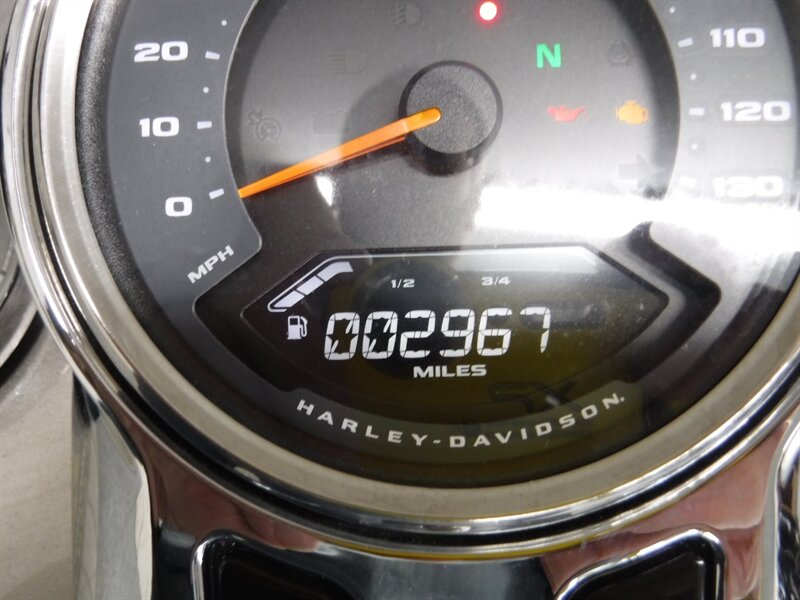 20
10
0
MPH
110
120
130
N
1/2 3/4
002967
MILES
HARLEY-DAVIDSON.